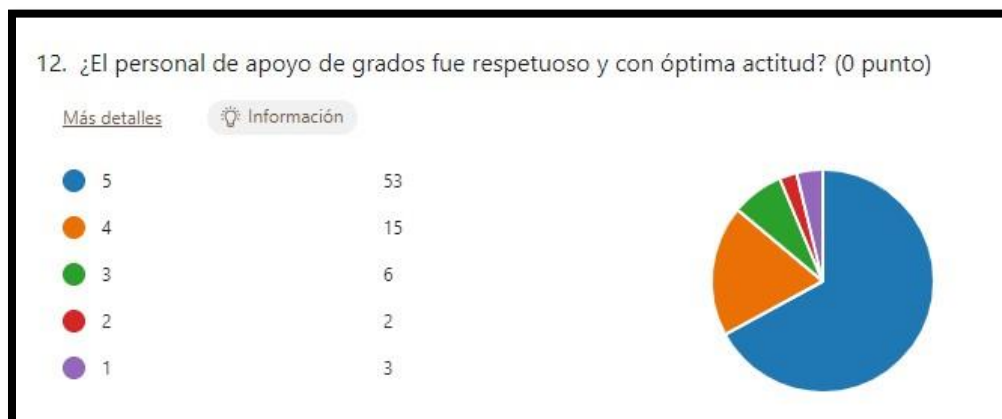 12. ¿El personal de apoyo de grados fue respetuoso y con óptima actitud? (0 punto)
Más detalles Información
5 53
4 15
3 6
2 2
1 3